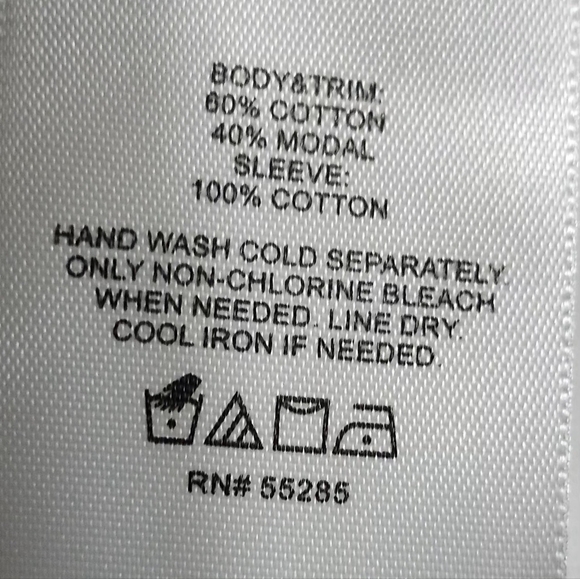 BODY&TRIM:
60% COTTON
40% MODAL
SLEEVE:
100% COTTON
HAND WASH COLD SEPARATELY.
ONLY NON-CHLORINE BLEACH
WHEN NEEDED. LINE DRY.
COOL IRON IF NEEDED.
RN# 55285